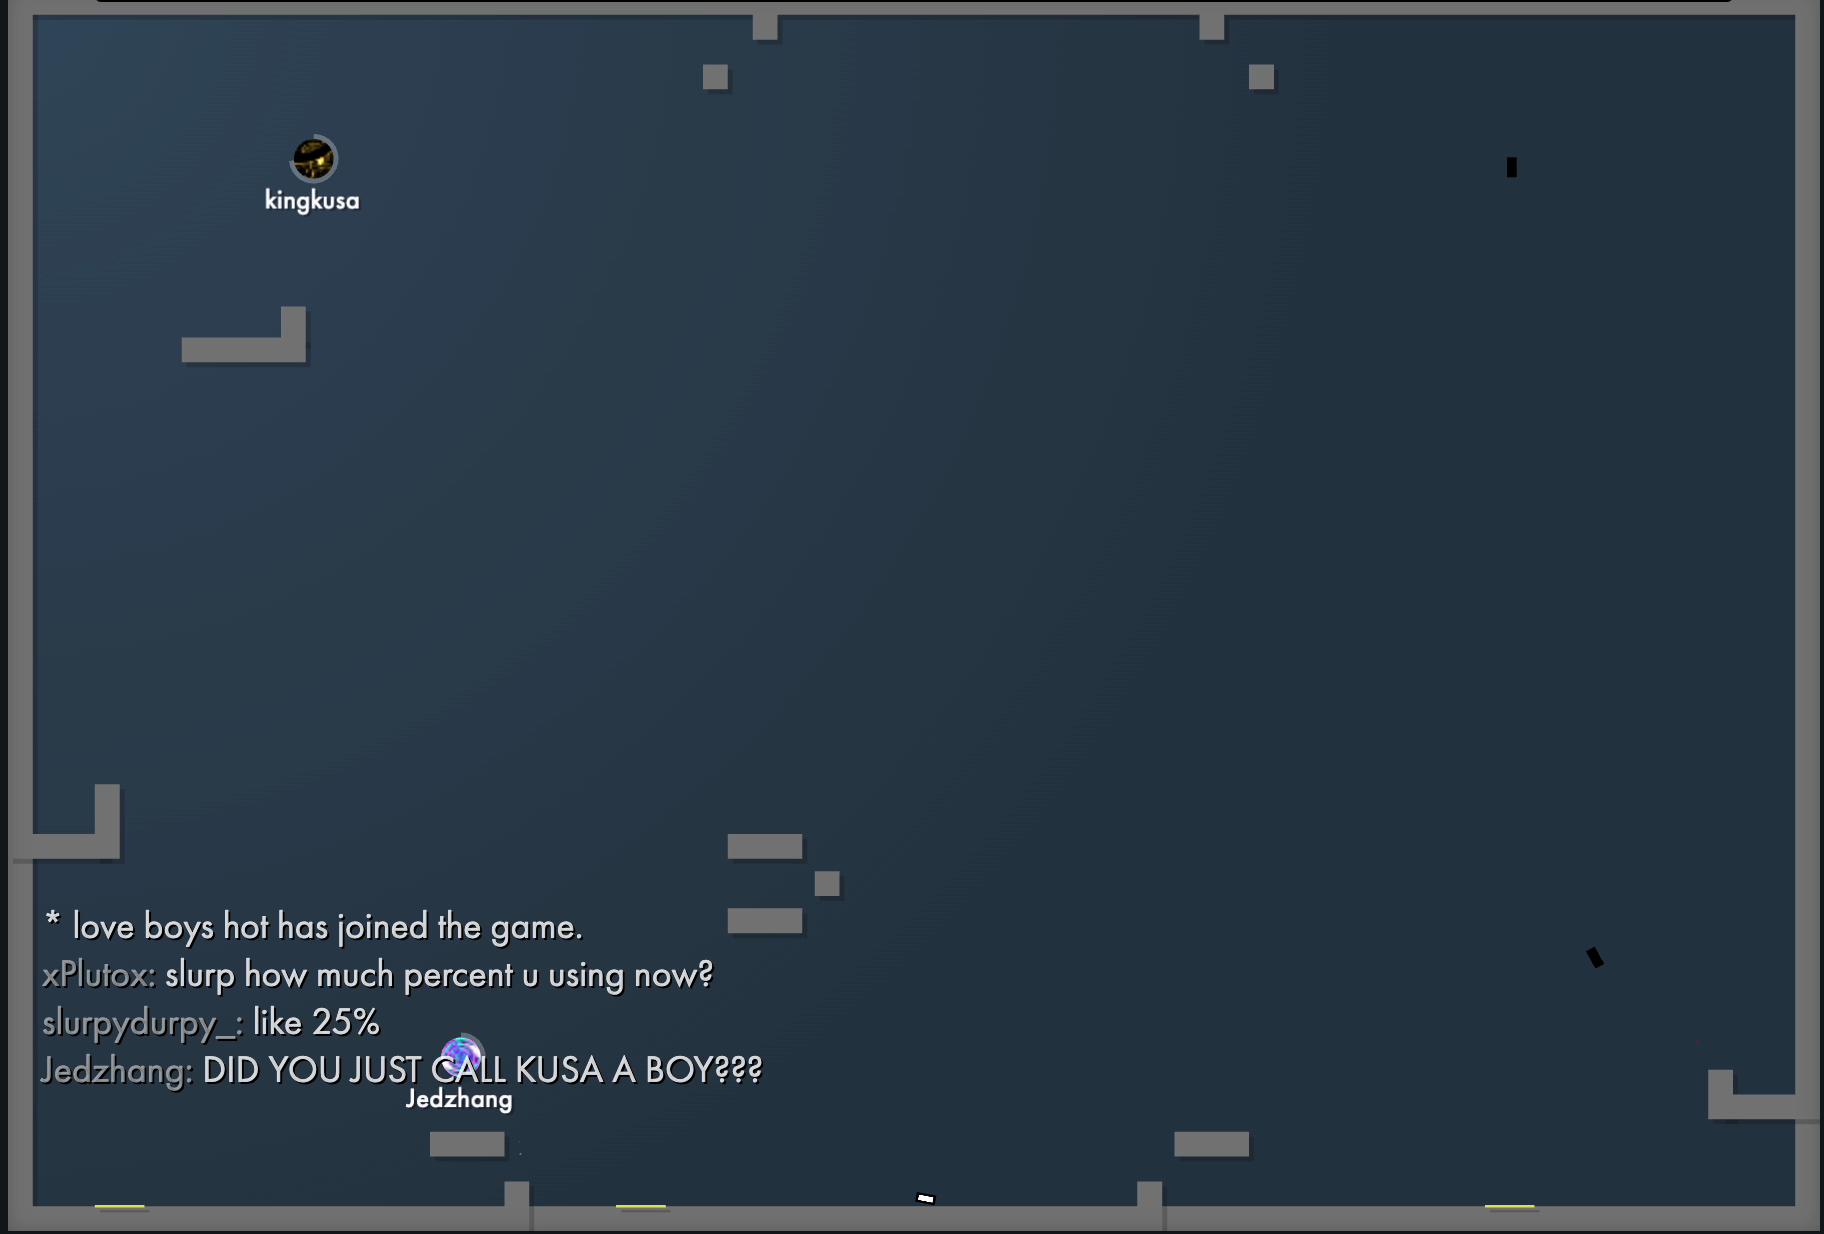 kingkusa
* love boys hot has joined the game.
xPlutox: slurp how much percent u using now?
slurpydurpy_: like 25%
Jedzhang: DID YOU JUST CALL KUSA A BOY???
Jedzhang